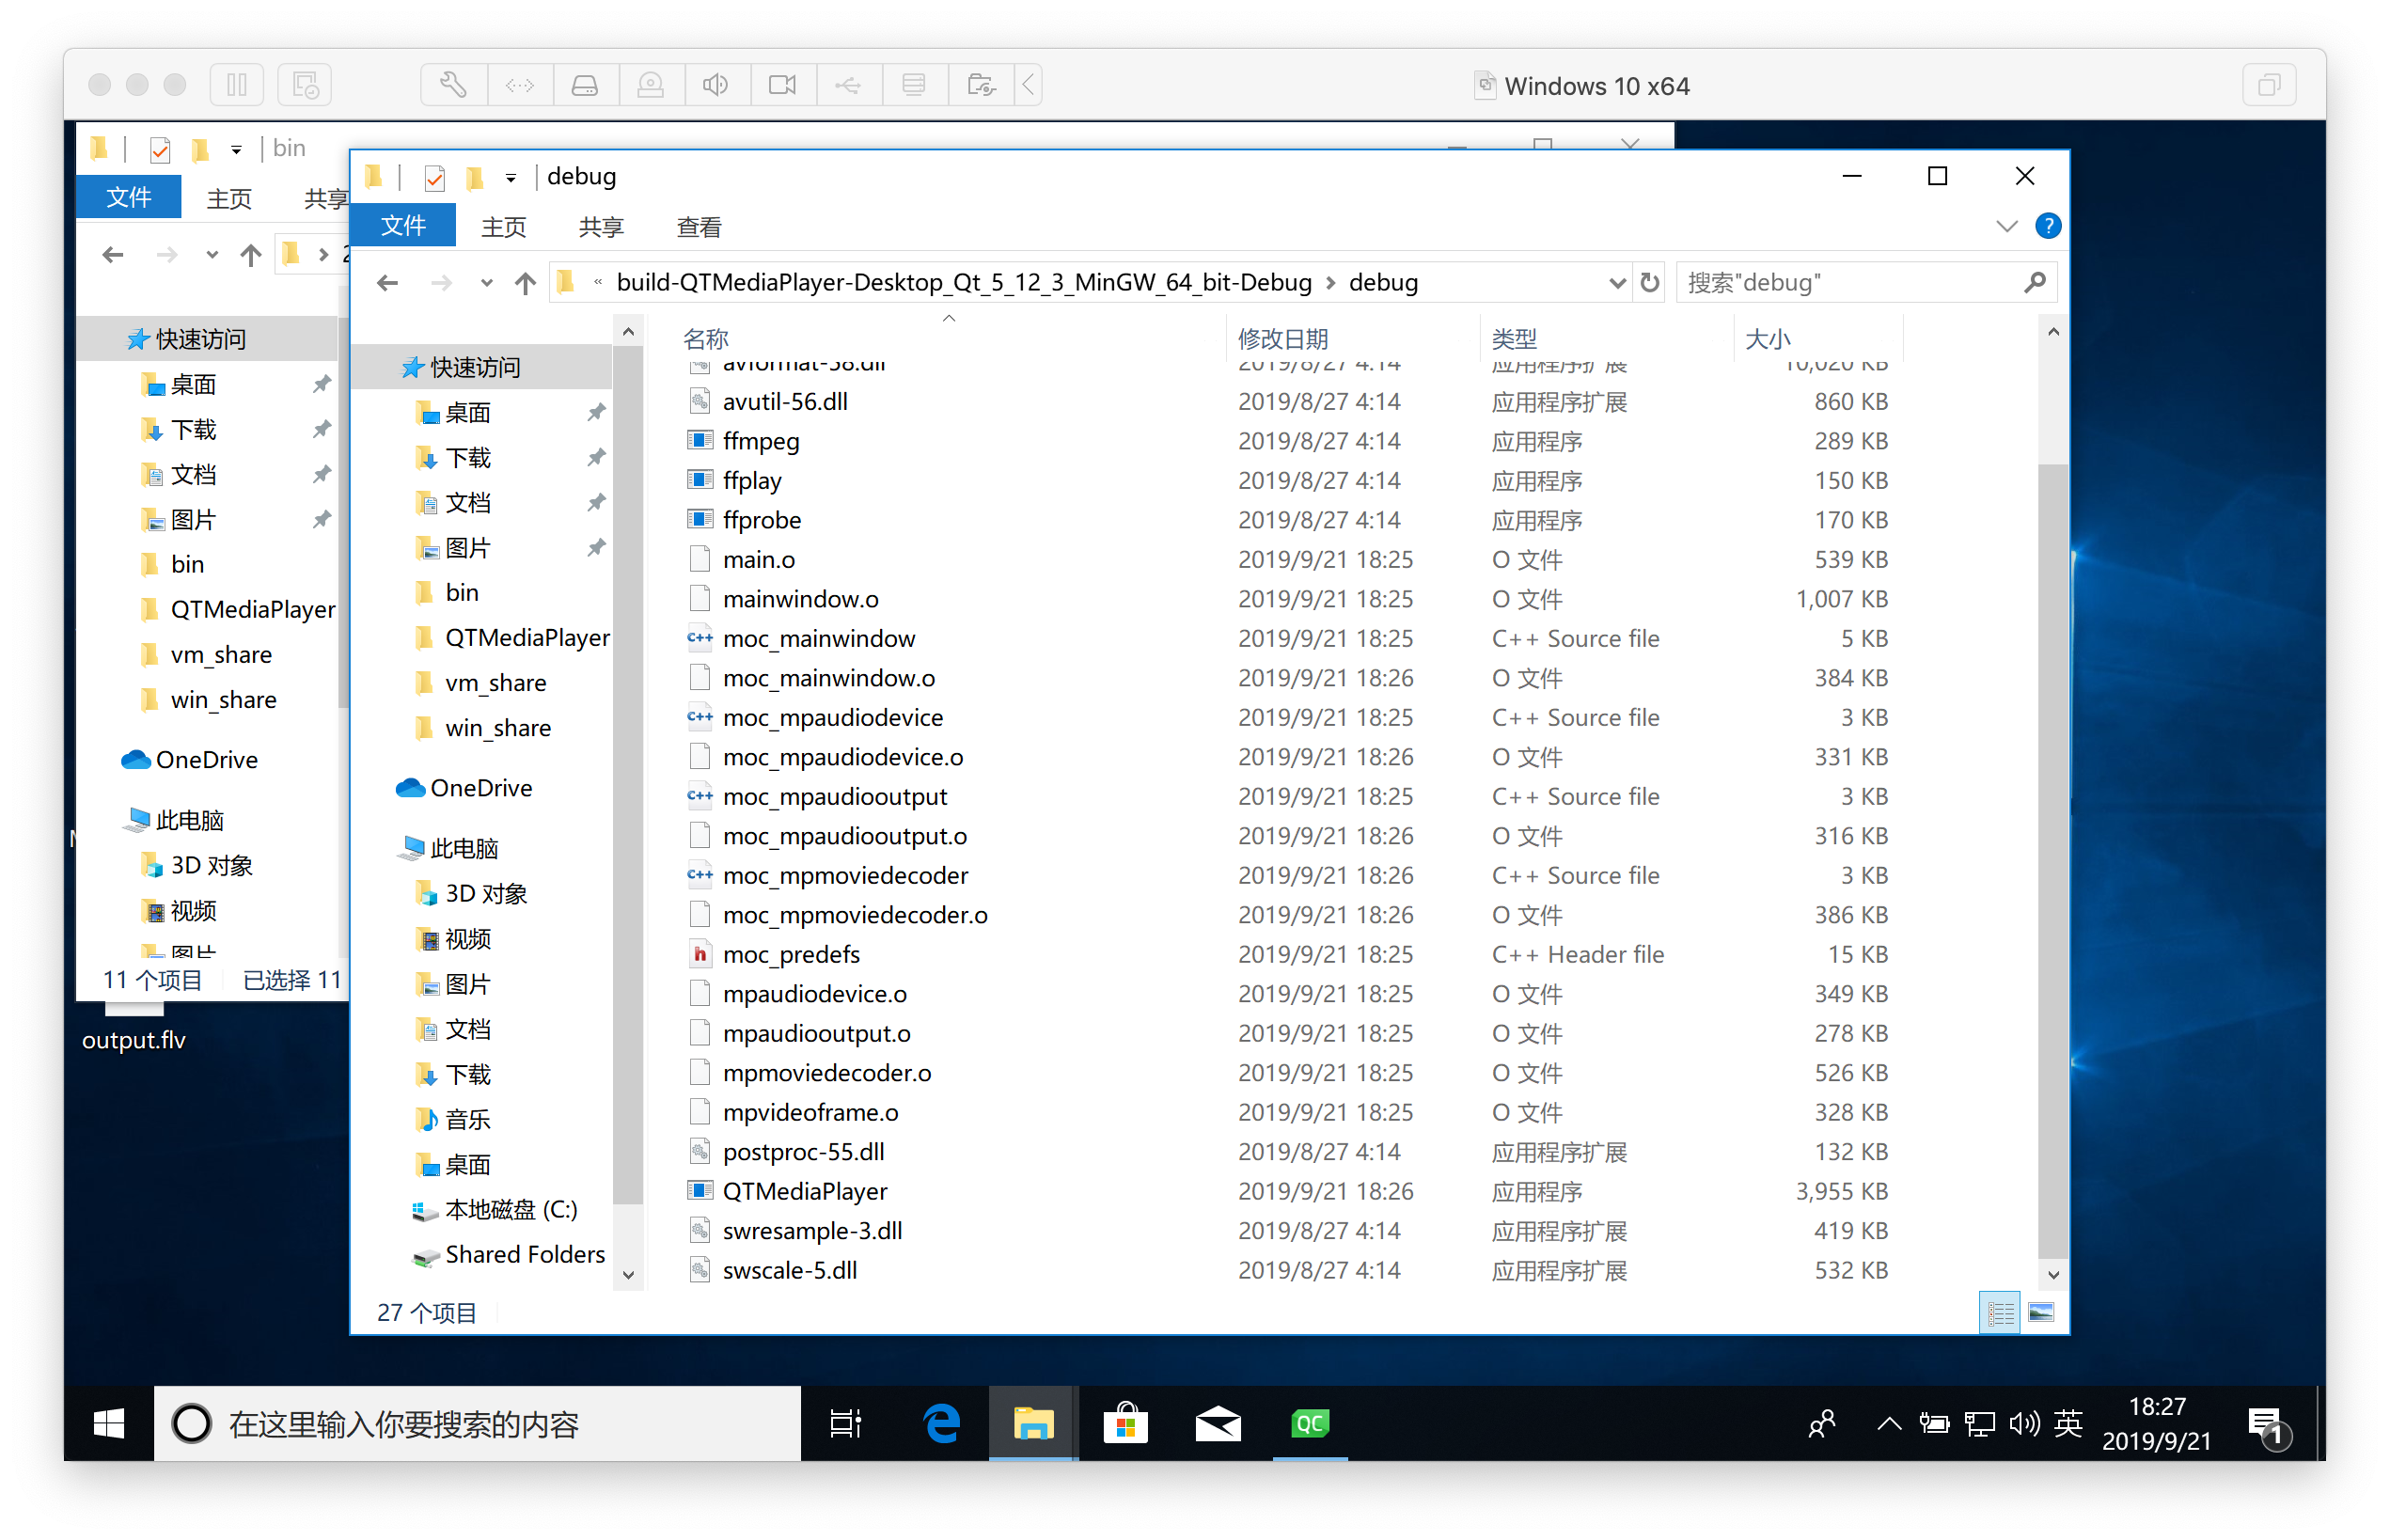 Windows 10 x64
bin
文件 主页 共享
2
快速访问
桌面
下载
文档
图片
bin
QTMediaPlayer
vm_share
win_share
OneDrive
此电脑
3D 对象
视频
图片
11 个项目 已选择 11
output.flv
debug
文件 主页 共享 查看
?
« build-QTMediaPlayer-Desktop_Qt_5_12_3_MinGW_64_bit-Debug › debug
搜索"debug"
快速访问
桌面
下载
文档
图片
bin
QTMediaPlayer
vm_share
win_share
OneDrive
此电脑
3D 对象
视频
图片
文档
下载
音乐
桌面
本地磁盘 (C:)
Shared Folders
名称 修改日期 类型 大小
avformat-58.dll 2019/8/27 4:14 应用程序扩展 10,020 KB
avutil-56.dll 2019/8/27 4:14 应用程序扩展 860 KB
ffmpeg 2019/8/27 4:14 应用程序 289 KB
ffplay 2019/8/27 4:14 应用程序 150 KB
ffprobe 2019/8/27 4:14 应用程序 170 KB
main.o 2019/9/21 18:25 O 文件 539 KB
mainwindow.o 2019/9/21 18:25 O 文件 1,007 KB
moc_mainwindow 2019/9/21 18:25 C++ Source file 5 KB
moc_mainwindow.o 2019/9/21 18:26 O 文件 384 KB
moc_mpaudiodevice 2019/9/21 18:25 C++ Source file 3 KB
moc_mpaudiodevice.o 2019/9/21 18:26 O 文件 331 KB
moc_mpaudiooutput 2019/9/21 18:25 C++ Source file 3 KB
moc_mpaudiooutput.o 2019/9/21 18:26 O 文件 316 KB
moc_mpmoviedecoder 2019/9/21 18:26 C++ Source file 3 KB
moc_mpmoviedecoder.o 2019/9/21 18:26 O 文件 386 KB
moc_predefs 2019/9/21 18:25 C++ Header file 15 KB
mpaudiodevice.o 2019/9/21 18:25 O 文件 349 KB
mpaudiooutput.o 2019/9/21 18:25 O 文件 278 KB
mpmoviedecoder.o 2019/9/21 18:25 O 文件 526 KB
mpvideoframe.o 2019/9/21 18:25 O 文件 328 KB
postproc-55.dll 2019/8/27 4:14 应用程序扩展 132 KB
QTMediaPlayer 2019/9/21 18:26 应用程序 3,955 KB
swresample-3.dll 2019/8/27 4:14 应用程序扩展 419 KB
swscale-5.dll 2019/8/27 4:14 应用程序扩展 532 KB
27 个项目
在这里输入你要搜索的内容
QC
英
18:27
2019/9/21
1